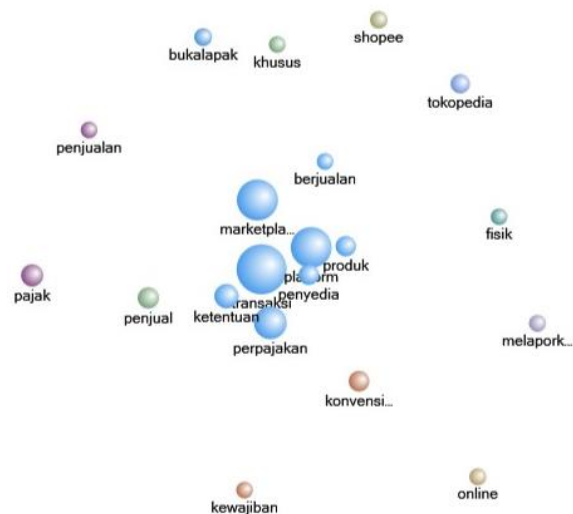 shopee
bukalapak
khusus
tokopedia
penjualan
berjualan
marketpla...
fisik
produk
platform
penyedia
pajak
penjual
transaksi
ketentuan
perpajakan
melapork...
konvensi...
online
kewajiban